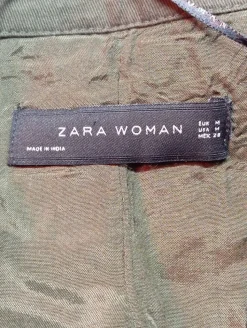 ZARA WOMAN
MADE IN INDIA
EUR M
USA M
MEX 28